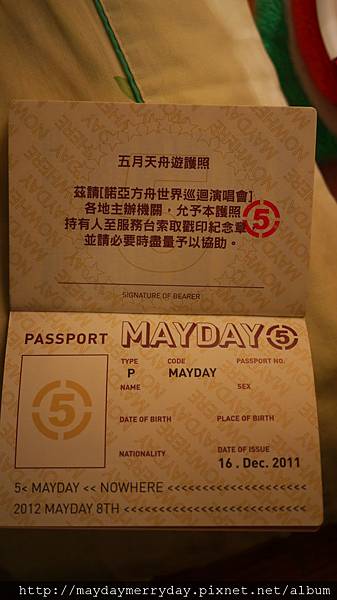 五月天舟遊護照
茲請[諾亞方舟世界巡迴演唱會]
各地主辦機關，允予本護照
持有人至服務台索取戳印紀念章，
並請必要時盡量予以協助。
5
SIGNATURE OF BEARER
PASSPORT MAYDAY 5
TYPE CODE PASSPORT NO.
P MAYDAY
NAME SEX
5
DATE OF BIRTH PLACE OF BIRTH
NATIONALITY DATE OF ISSUE
16 . Dec. 2011
5< MAYDAY << NOWHERE <<<<<<<<<<<<<<<<<<<<
2012 MAYDAY 8TH <<<<<<<<<<<<<<<<<<<<<<<<<
http://maydaymerryday.pixnet.net/album